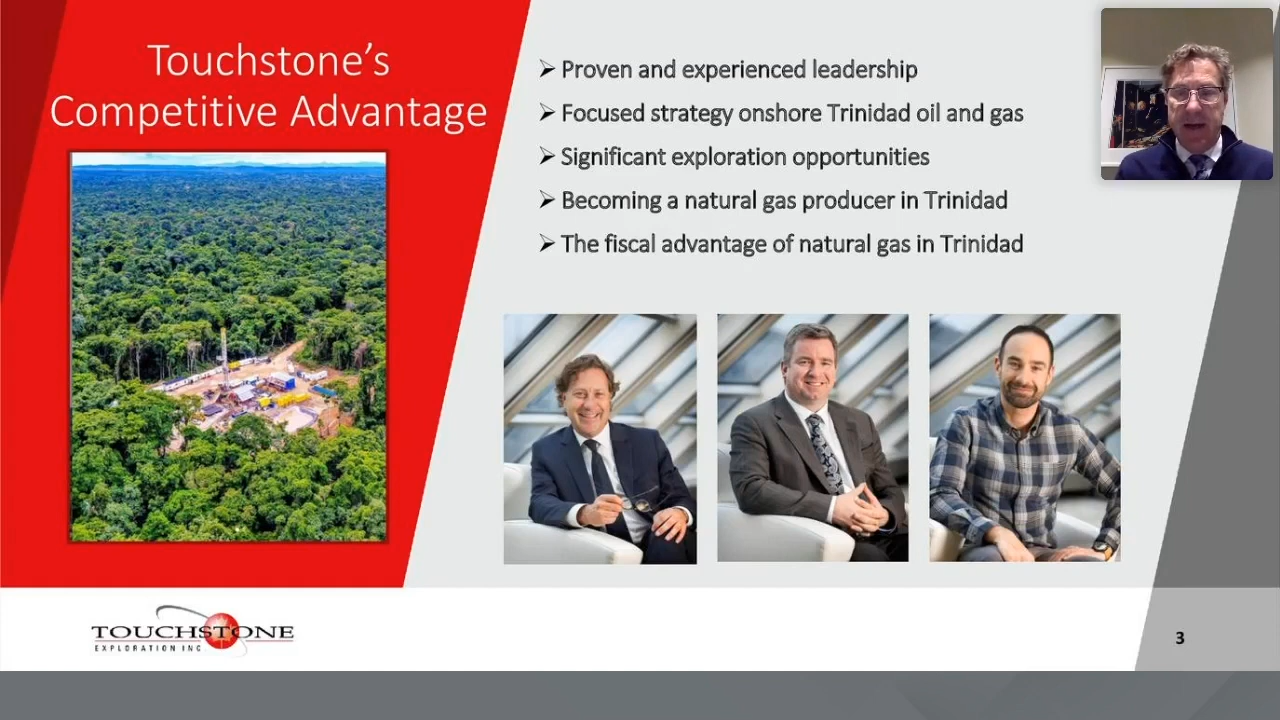 Touchstone’s
Competitive Advantage
Proven and experienced leadership
Focused strategy onshore Trinidad oil and gas
Significant exploration opportunities
Becoming a natural gas producer in Trinidad
The fiscal advantage of natural gas in Trinidad
TOUCHSTONE
EXPLORATION INC.
3